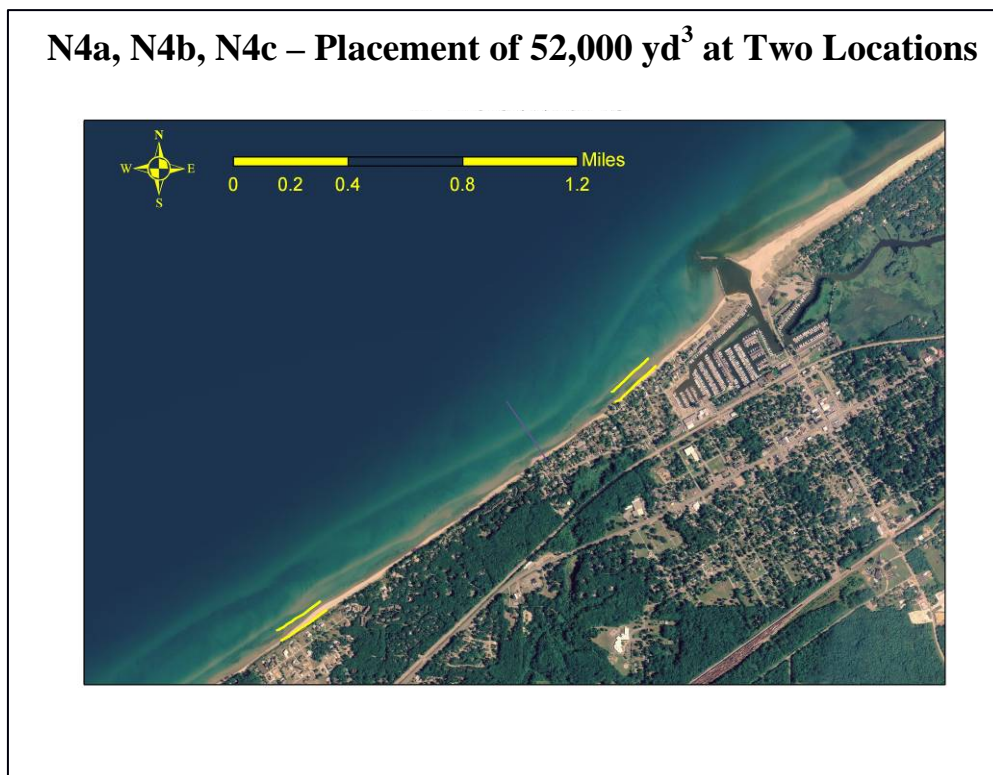 N4a, N4b, N4c – Placement of 52,000 yd³ at Two Locations
N
W E
S
Miles
0 0.2 0.4 0.8 1.2